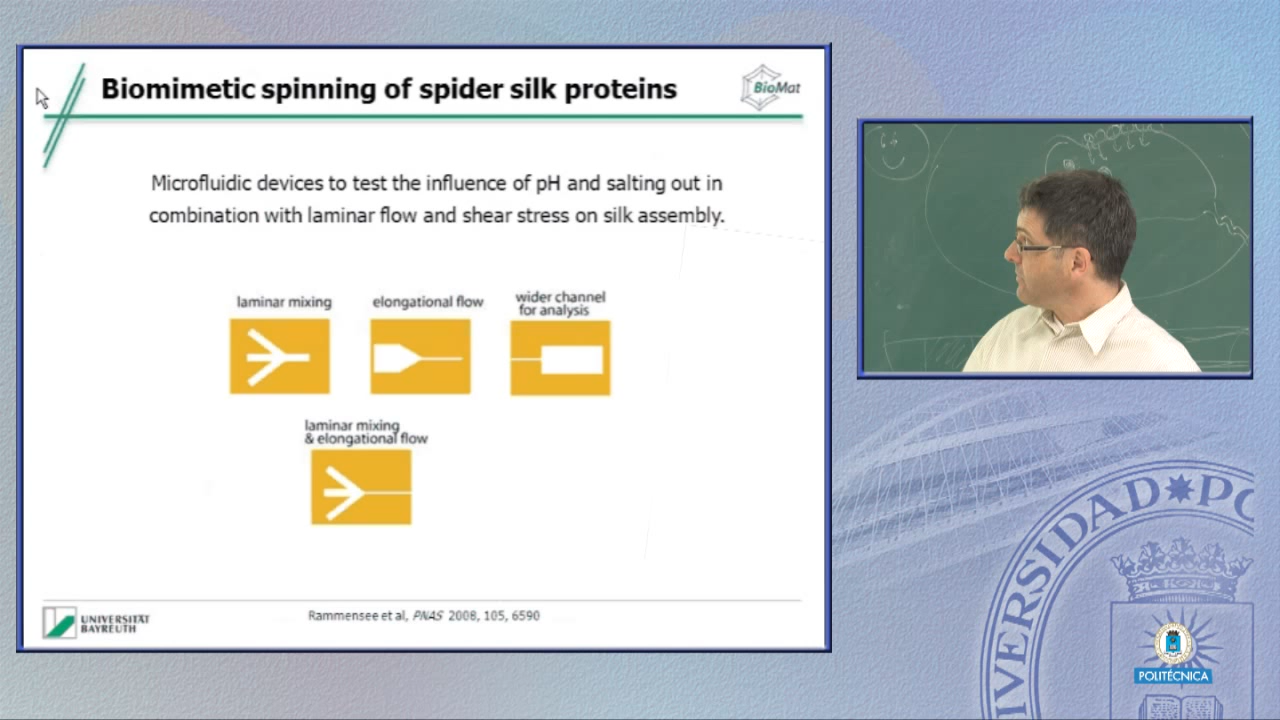 Biomimetic spinning of spider silk proteins
BioMat
Microfluidic devices to test the influence of pH and salting out in
combination with laminar flow and shear stress on silk assembly.
laminar mixing
elongational flow
wider channel
for analysis
laminar mixing
& elongational flow
UNIVERSITÄT
BAYREUTH
Rammensee et al, PNAS 2008, 105, 6590
VERSIDAD PO
POLITÉCNICA